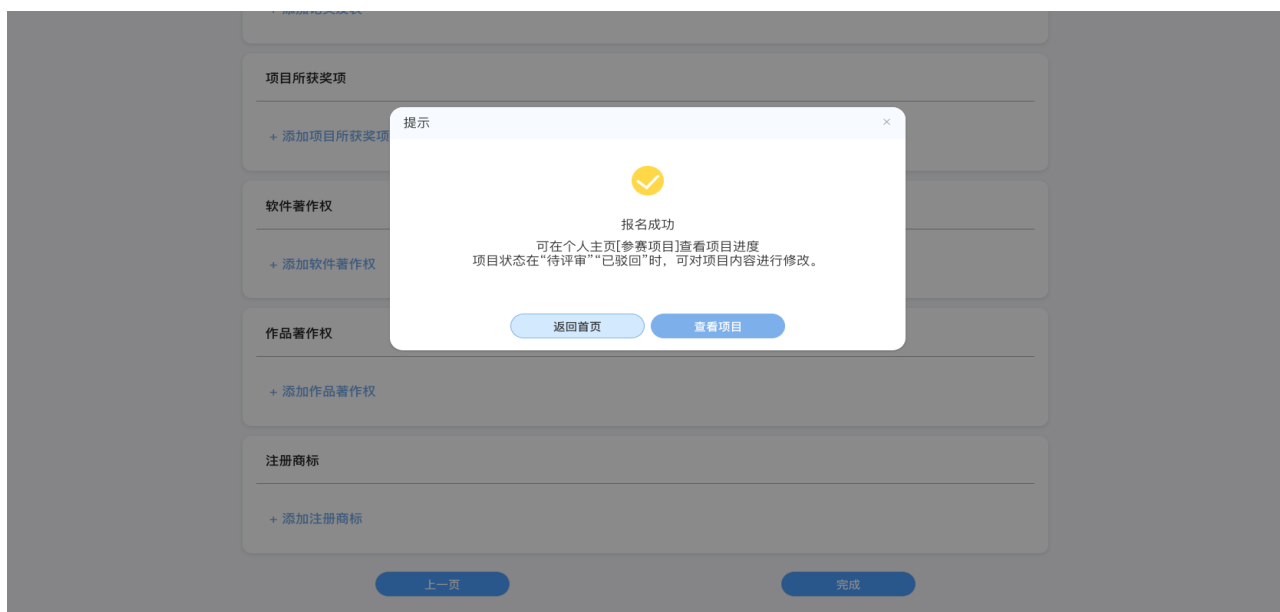 项目所获奖项
+ 添加项目所获奖项
提示
×
报名成功
可在个人主页[参赛项目]查看项目进度
项目状态在“待评审”“已驳回”时，可对项目内容进行修改。
返回首页
查看项目
软件著作权
+ 添加软件著作权
作品著作权
+ 添加作品著作权
注册商标
+ 添加注册商标
上一页
完成